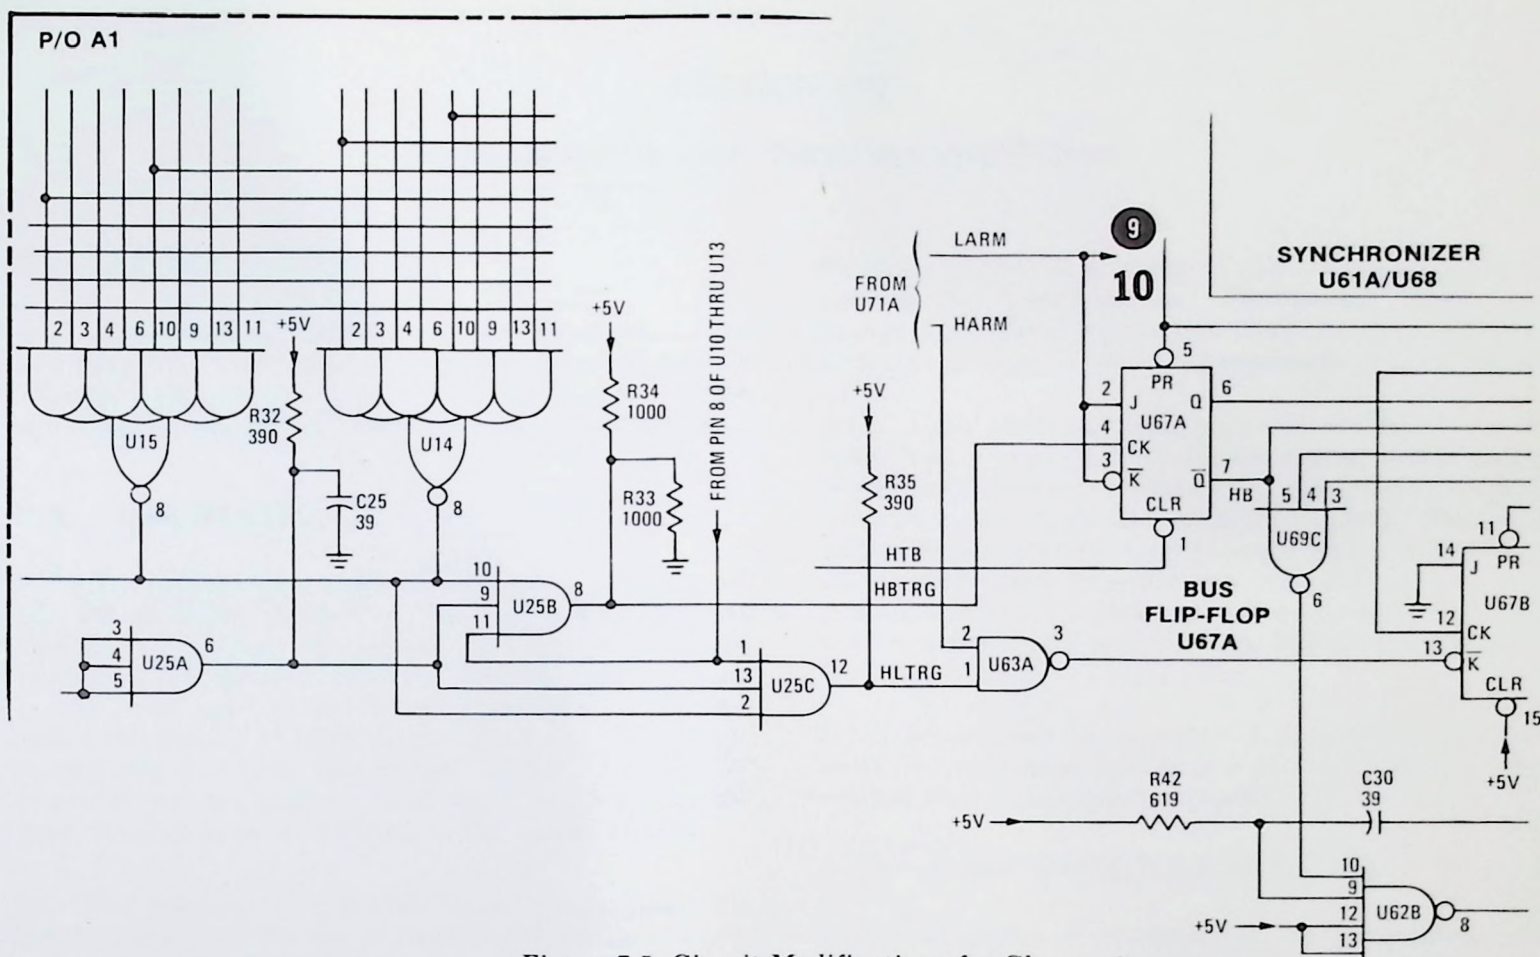 P/O A1
2 3 4 6 10 9 13 11
+5V
2 3 4 6 10 9 13 11
+5V
U15
8
R32
390
C25
39
U14
8
R34
1000
R33
1000
FROM PIN 8 OF U10 THRU U13
FROM
U71A
LARM
HARM
9
10
SYNCHRONIZER
U61A/U68
+5V
R35
390
5
PR
2 J U67A Q 6
4 CK
3 K Q 7
HB
CLR
1
5 4 3
U69C
6
HTB
HBTRG
BUS
FLIP-FLOP
U67A
11
PR
14 J
U67B
12 CK
13 K
CLR
15
+5V
10
9
11
U25B
8
3
4
5
U25A
6
1
13
2
U25C
12
HLTRG
2
1
U63A
3
R42
619
C30
39
+5V
10
9
12
13
U62B
8
+5V